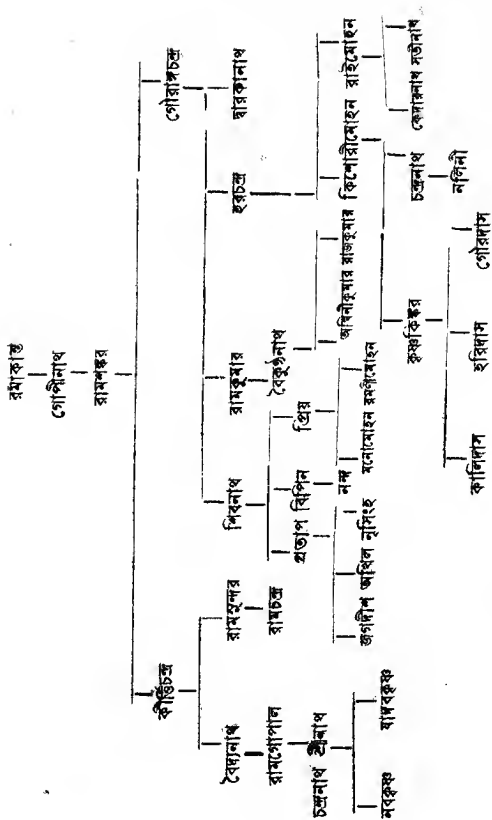 রমাকান্ত
গোপীনাথ
রামশঙ্কর
কীর্ত্তিচন্দ্র গৌরাঙ্গচন্দ্র
বৈদ্যনাথ রামসুন্দর শিবনাথ রামকুমার হরচন্দ্র দ্বারকানাথ
রামগোপাল রামচন্দ্র বৈকুণ্ঠনাথ
চন্দ্রনাথ শ্রীনাথ প্রতাপ বিপিন প্রিয় অশ্বিনীকুমার রাজকুমার কিশোরীমোহন রাইমোহন
নন্দ
নবকৃষ্ণ যাদবকৃষ্ণ জগদীশ অখিল নৃসিংহ মনোমোহন রমণীমোহন কৃষ্ণকিঙ্কর চন্দ্রনাথ কেদারনাথ সতীনাথ
নলিনী
কালিদাস হরিদাস গৌরদাস